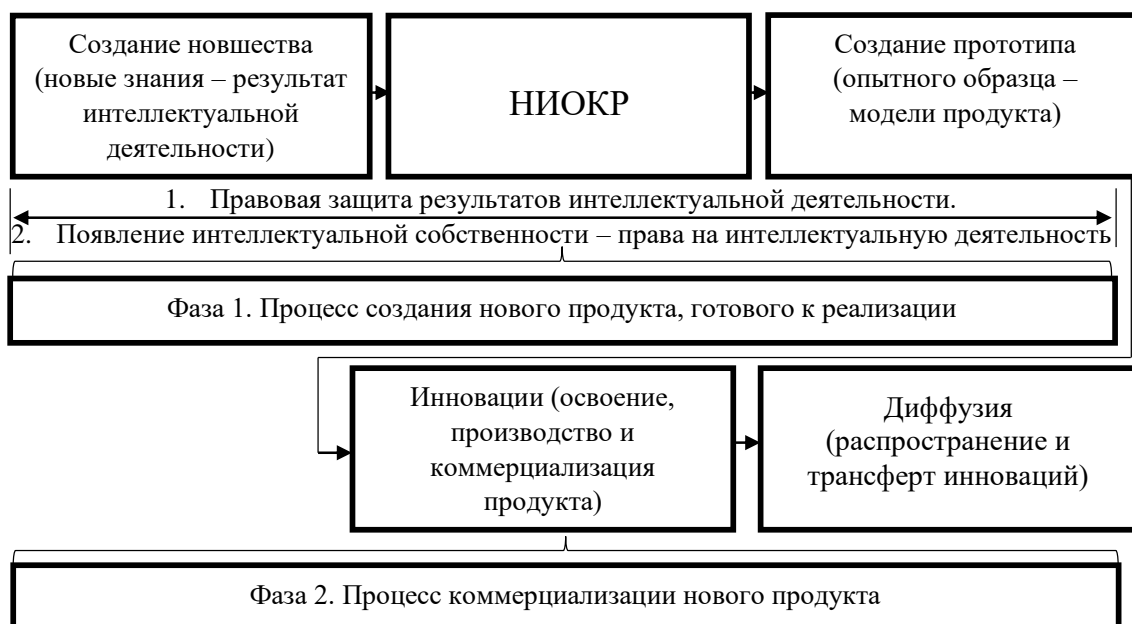 Создание новшества
(новые знания – результат
интеллектуальной
деятельности)
НИОКР
Создание прототипа
(опытного образца –
модели продукта)
1. Правовая защита результатов интеллектуальной деятельности.
2. Появление интеллектуальной собственности – права на интеллектуальную деятельность
Фаза 1. Процесс создания нового продукта, готового к реализации
Инновации (освоение,
производство и
коммерциализация
продукта)
Диффузия
(распространение и
трансферт инноваций)
Фаза 2. Процесс коммерциализации нового продукта